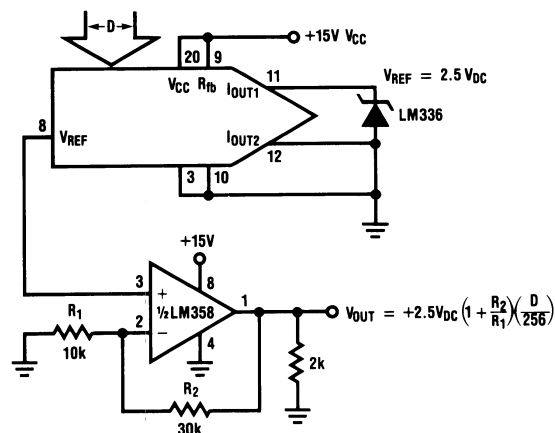 D
+15V VCC
20 9
VCC Rfb
IOUT1
11
VREF = 2.5 VDC
LM336
8
VREF
IOUT2
12
3 10
+15V
3
+
8
½LM358
1
2
−
4
R1
10k
R2
30k
2k
VOUT = +2.5VDC (1 + R2/R1)(D/256)